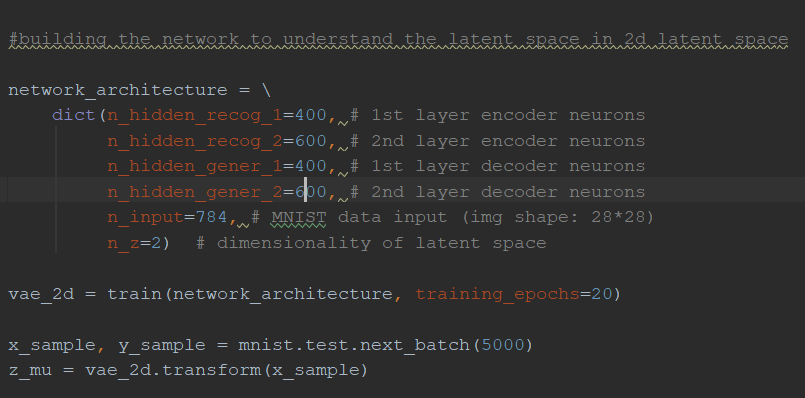 #building the network to understand the latent space in 2d latent space
network_architecture = \
dict(n_hidden_recog_1=400, # 1st layer encoder neurons
n_hidden_recog_2=600, # 2nd layer encoder neurons
n_hidden_gener_1=400, # 1st layer decoder neurons
n_hidden_gener_2=600, # 2nd layer decoder neurons
n_input=784, # MNIST data input (img shape: 28*28)
n_z=2)  # dimensionality of latent space
vae_2d = train(network_architecture, training_epochs=20)
x_sample, y_sample = mnist.test.next_batch(5000)
z_mu = vae_2d.transform(x_sample)